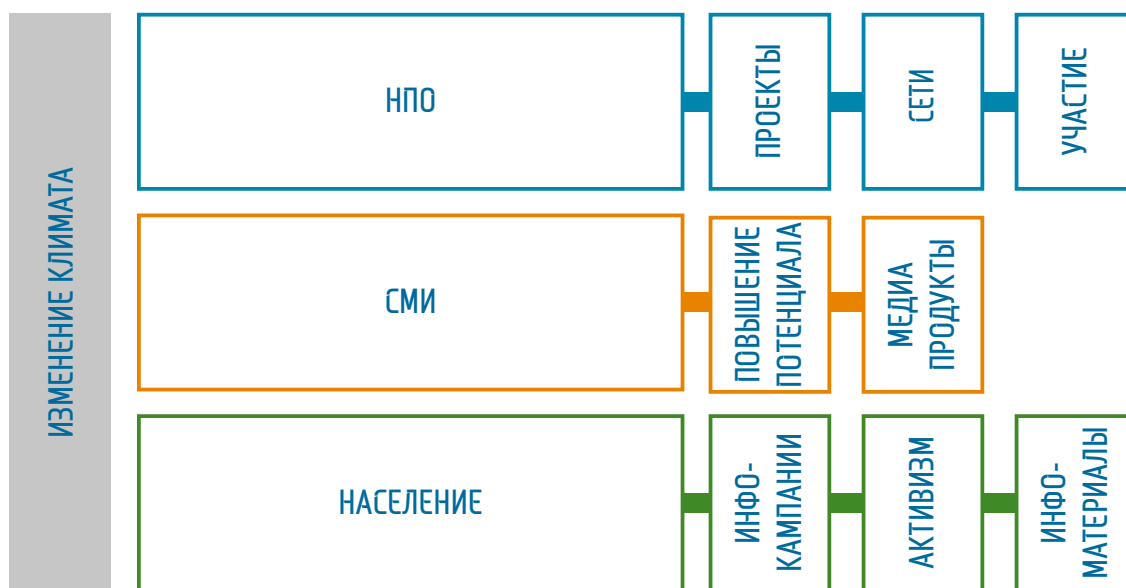 ИЗМЕНЕНИЕ КЛИМАТА
НПО
ПРОЕКТЫ
СЕТИ
УЧАСТИЕ
СМИ
ПОВЫШЕНИЕ
ПОТЕНЦИАЛА
МЕДИА
ПРОДУКТЫ
НАСЕЛЕНИЕ
ИНФО-
КАМПАНИИ
АКТИВИЗМ
ИНФО-
МАТЕРИАЛЫ